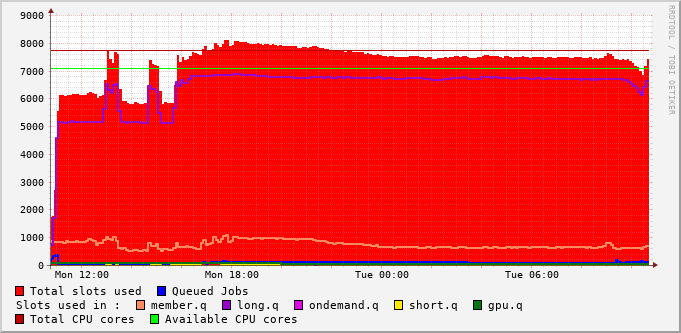 9000
8000
7000
6000
5000
4000
3000
2000
1000
0
Mon 12:00 Mon 18:00 Tue 00:00 Tue 06:00
RRDTOOL / TOBI OETIKER
Total slots used Queued Jobs
Slots used in : member.q long.q ondemand.q short.q gpu.q
Total CPU cores Available CPU cores